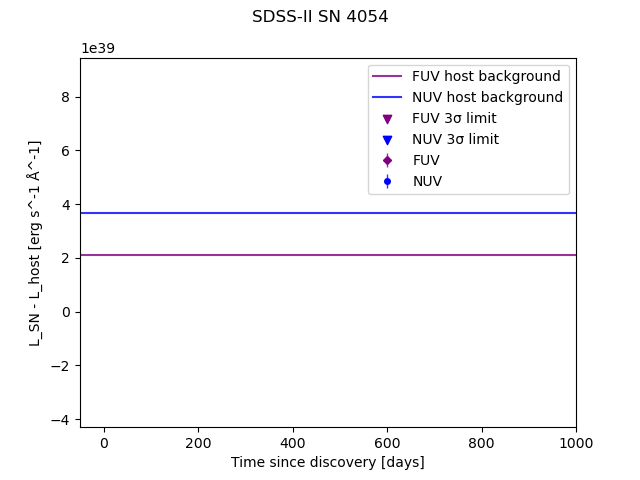 SDSS-II SN 4054
1e39
FUV host background
NUV host background
FUV 3σ limit
NUV 3σ limit
FUV
NUV
8
6
4
2
0
−2
−4
L_SN - L_host [erg s^-1 Å^-1]
0 200 400 600 800 1000
Time since discovery [days]